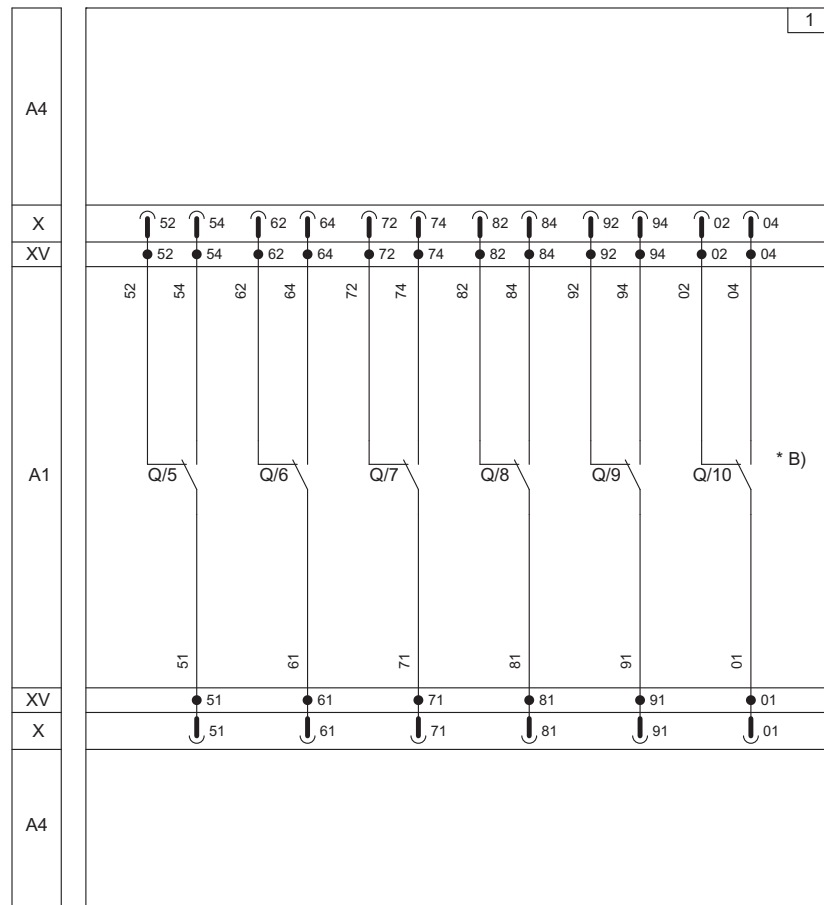 1
A4
X 52 54 62 64 72 74 82 84 92 94 02 04
XV 52 54 62 64 72 74 82 84 92 94 02 04
52 54 62 64 72 74 82 84 92 94 02 04
A1 Q/5 Q/6 Q/7 Q/8 Q/9 Q/10 * B)
51 61 71 81 91 01
XV 51 61 71 81 91 01
X 51 61 71 81 91 01
A4